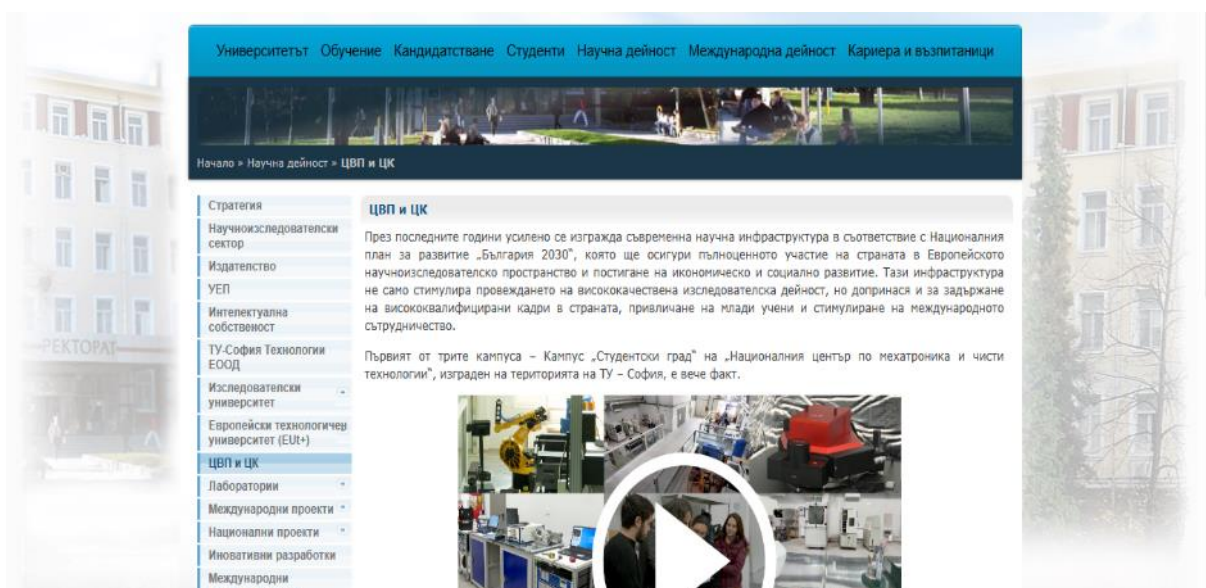 Университетът Обучение Кандидатстване Студенти Научна дейност Международна дейност Кариера и възпитаници
Начало » Научна дейност » ЦВП и ЦК
Стратегия
Научноизследователски
сектор
Издателство
УЕП
Интелектуална
собственост
ТУ-София Технологии
ЕООД
Изследователски
университет
Европейски технологичен
университет (EUt+)
ЦВП и ЦК
Лаборатории
Международни проекти
Национални проекти
Иновативни разработки
Международни
ЦВП и ЦК
През последните години усилено се изгражда съвременна научна инфраструктура в съответствие с Националния
план за развитие „България 2030“, която ще осигури пълноценното участие на страната в Европейското
научноизследователско пространство и постигане на икономическо и социално развитие. Тази инфраструктура
не само стимулира провеждането на висококачествена изследователска дейност, но допринася и за задържане
на висококвалифицирани кадри в страната, привличане на млади учени и стимулиране на международното
сътрудничество.
Първият от трите кампуса – Кампус „Студентски град“ на „Националния център по мехатроника и чисти
технологии“, изграден на територията на ТУ – София, е вече факт.
РЕКТОРАТ